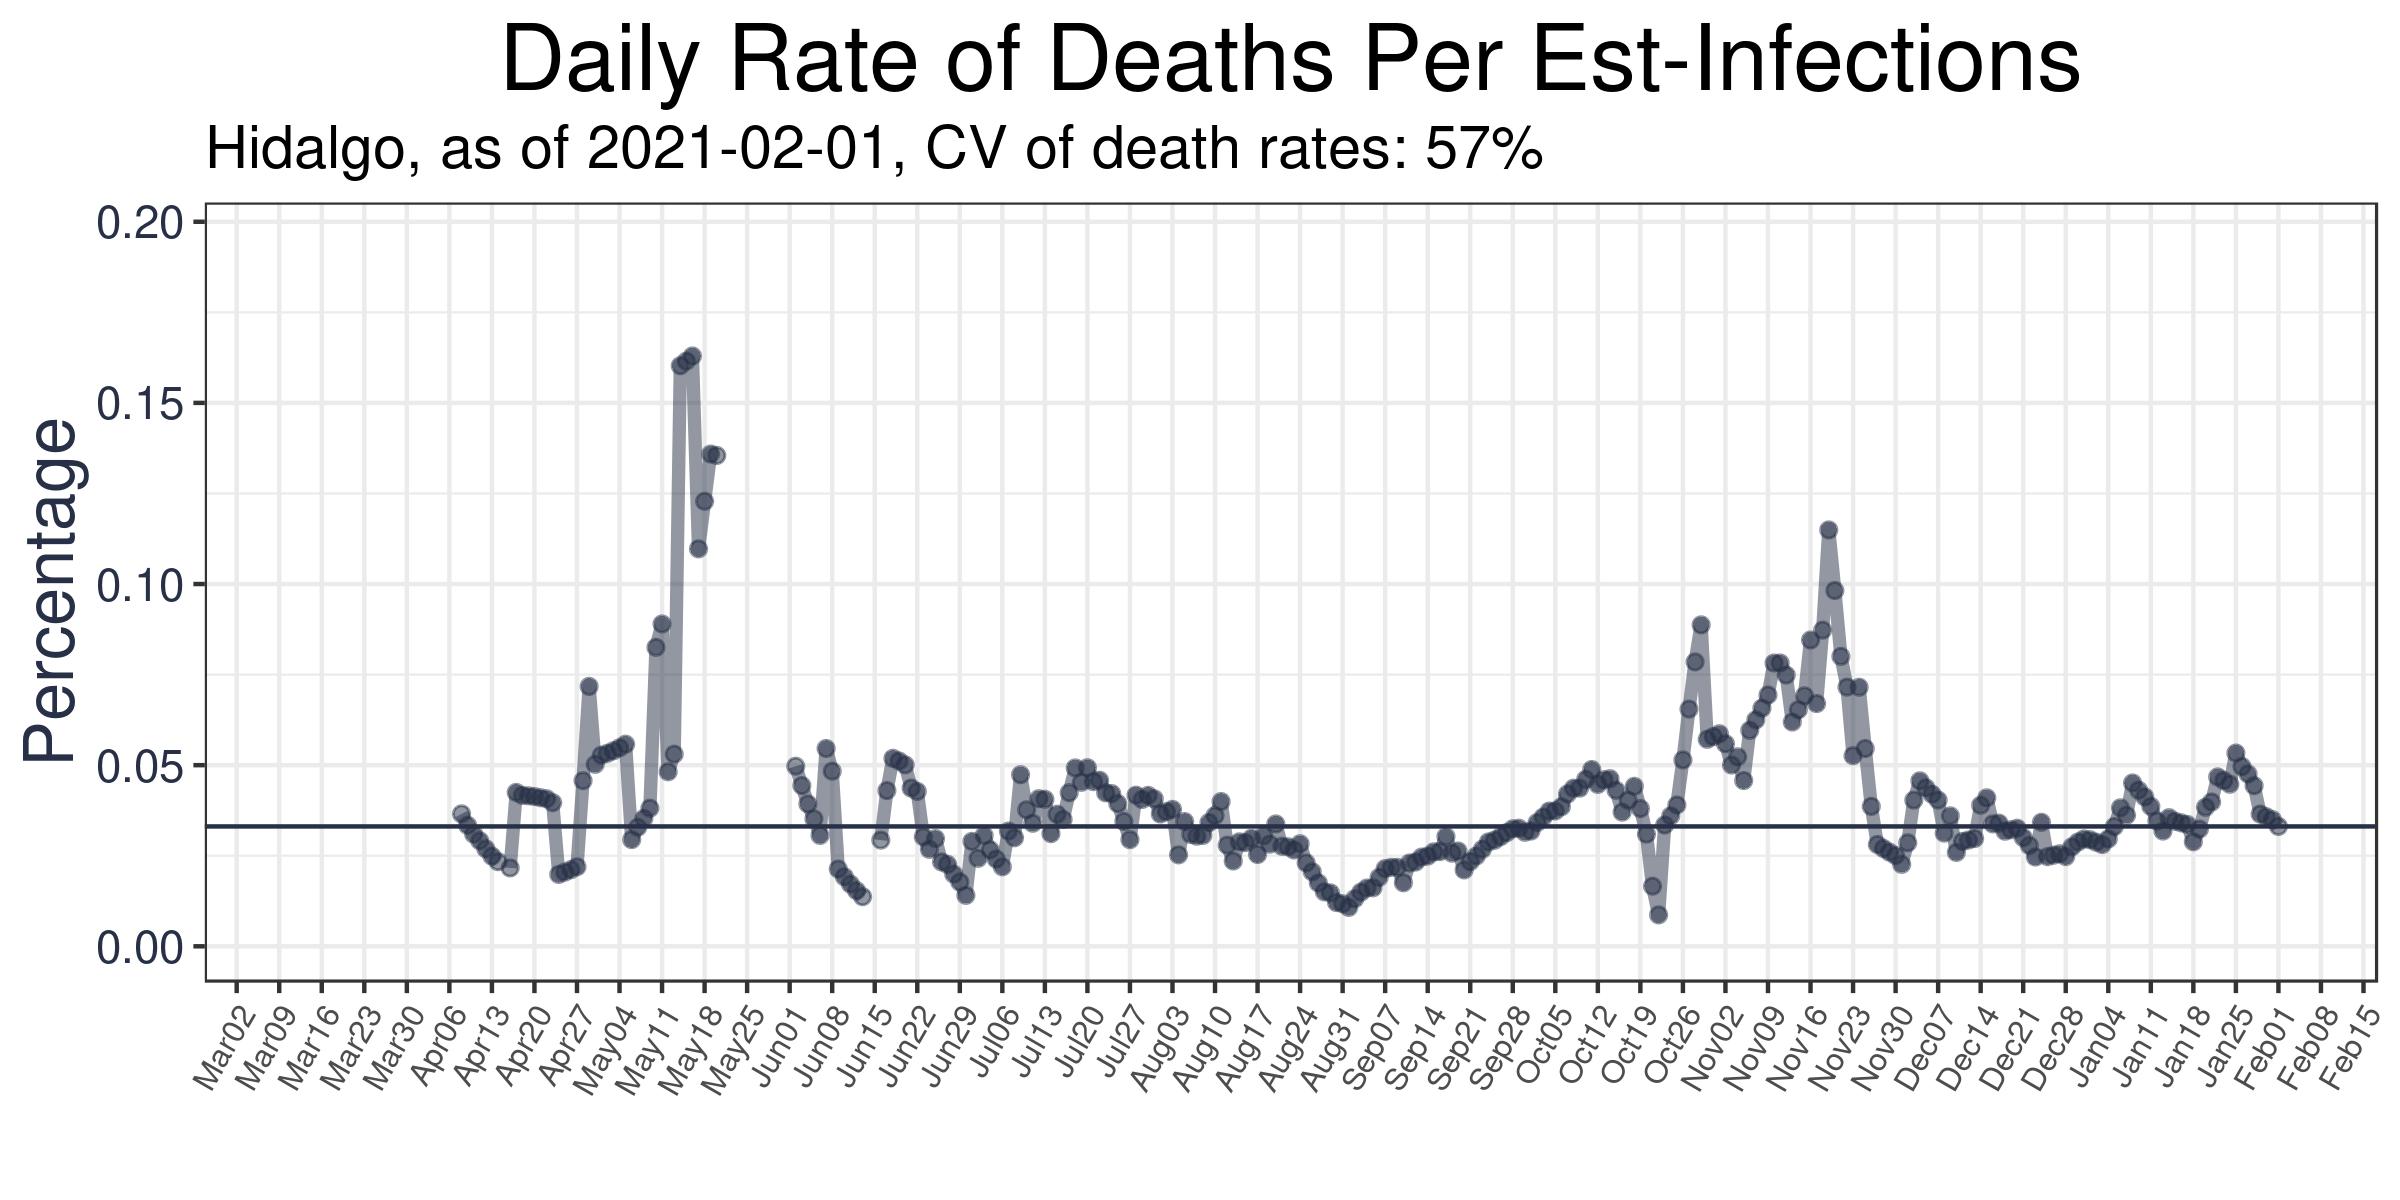 Daily Rate of Deaths Per Est-Infections
Hidalgo, as of 2021-02-01, CV of death rates: 57%
Percentage
0.20
0.15
0.10
0.05
0.00
Mar02 Mar09 Mar16 Mar23 Mar30 Apr06 Apr13 Apr20 Apr27 May04 May11 May18 May25 Jun01 Jun08 Jun15 Jun22 Jun29 Jul06 Jul13 Jul20 Jul27 Aug03 Aug10 Aug17 Aug24 Aug31 Sep07 Sep14 Sep21 Sep28 Oct05 Oct12 Oct19 Oct26 Nov02 Nov09 Nov16 Nov23 Nov30 Dec07 Dec14 Dec21 Dec28 Jan04 Jan11 Jan18 Jan25 Feb01 Feb08 Feb15